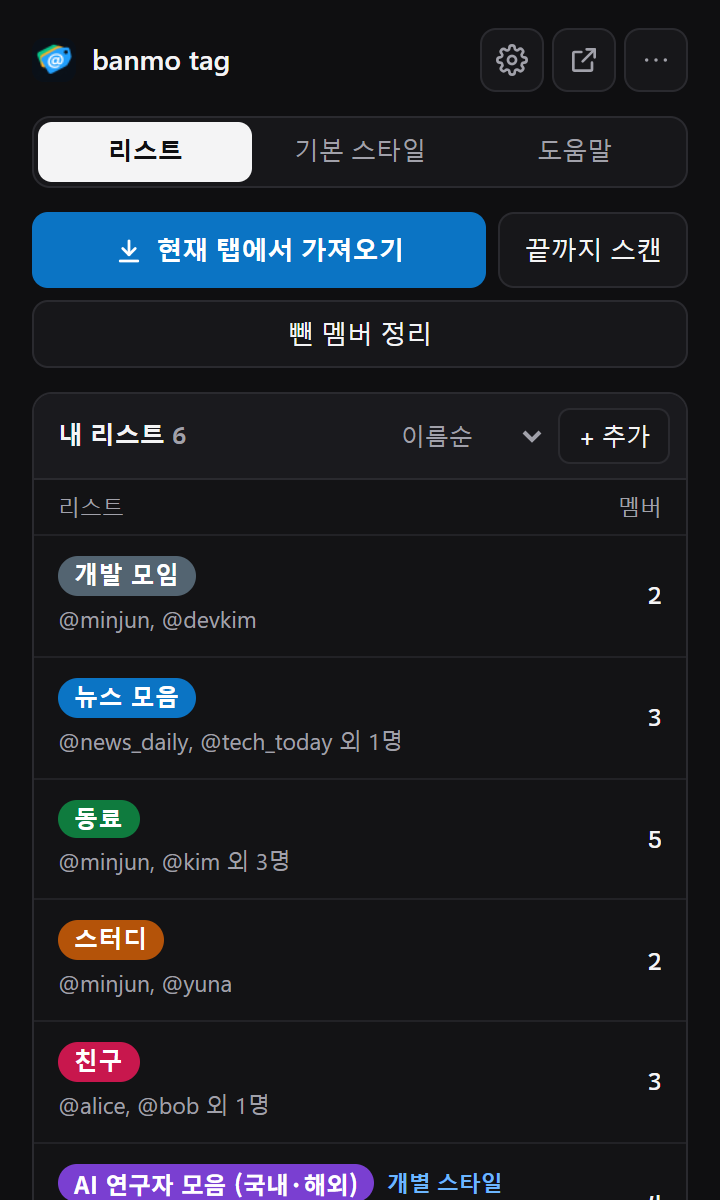 banmo tag
리스트 기본 스타일 도움말
현재 탭에서 가져오기 끝까지 스캔
뺀 멤버 정리
내 리스트 6 이름순 + 추가
리스트 멤버
개발 모임
@minjun, @devkim 2
뉴스 모음
@news_daily, @tech_today 외 1명 3
동료
@minjun, @kim 외 3명 5
스터디
@minjun, @yuna 2
친구
@alice, @bob 외 1명 3
AI 연구자 모음 (국내·해외) 개별 스타일